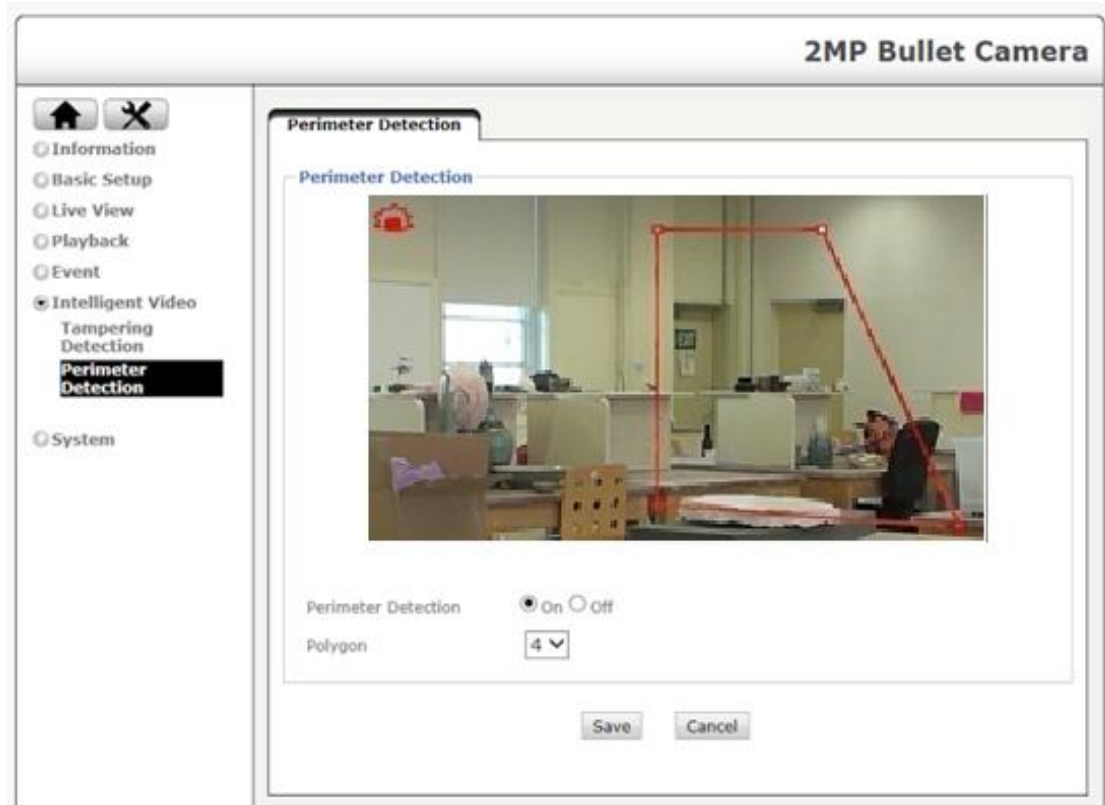 2MP Bullet Camera
Information
Basic Setup
Live View
Playback
Event
Intelligent Video
Tampering
Detection
Perimeter
Detection
System
Perimeter Detection
Perimeter Detection
EXIT
Perimeter Detection On Off
Polygon 4
Save Cancel